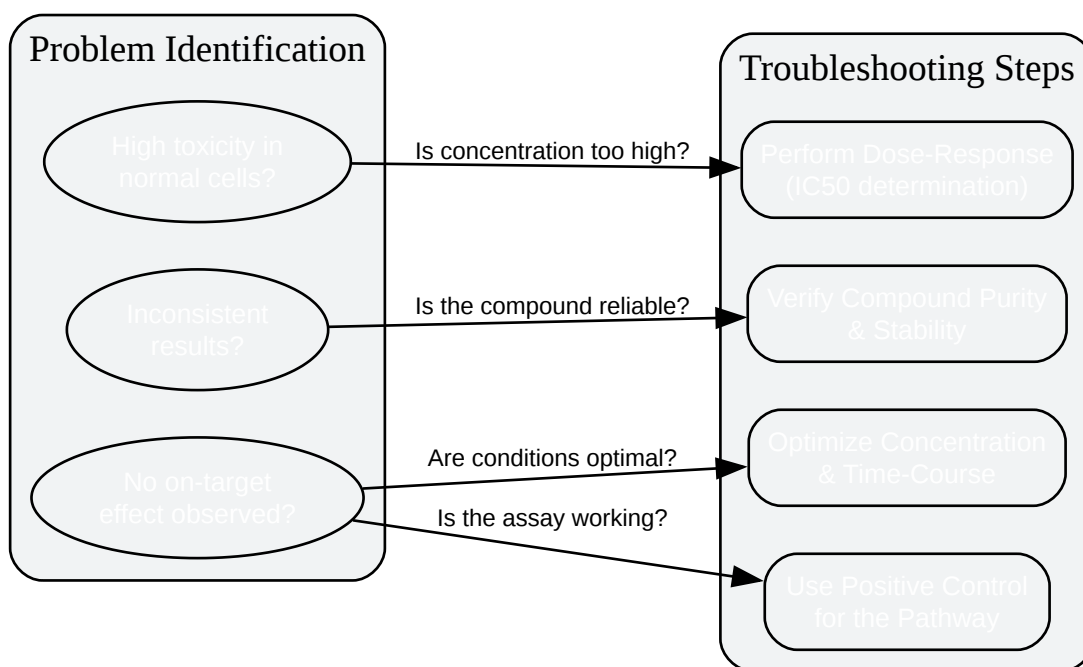 Problem Identification
High toxicity in
normal cells?
Inconsistent
results?
No on-target
effect observed?
Is concentration too high?
Is the compound reliable?
Are conditions optimal?
Is the assay working?
Troubleshooting Steps
Perform Dose-Response
(IC50 determination)
Verify Compound Purity
& Stability
Optimize Concentration
& Time-Course
Use Positive Control
for the Pathway